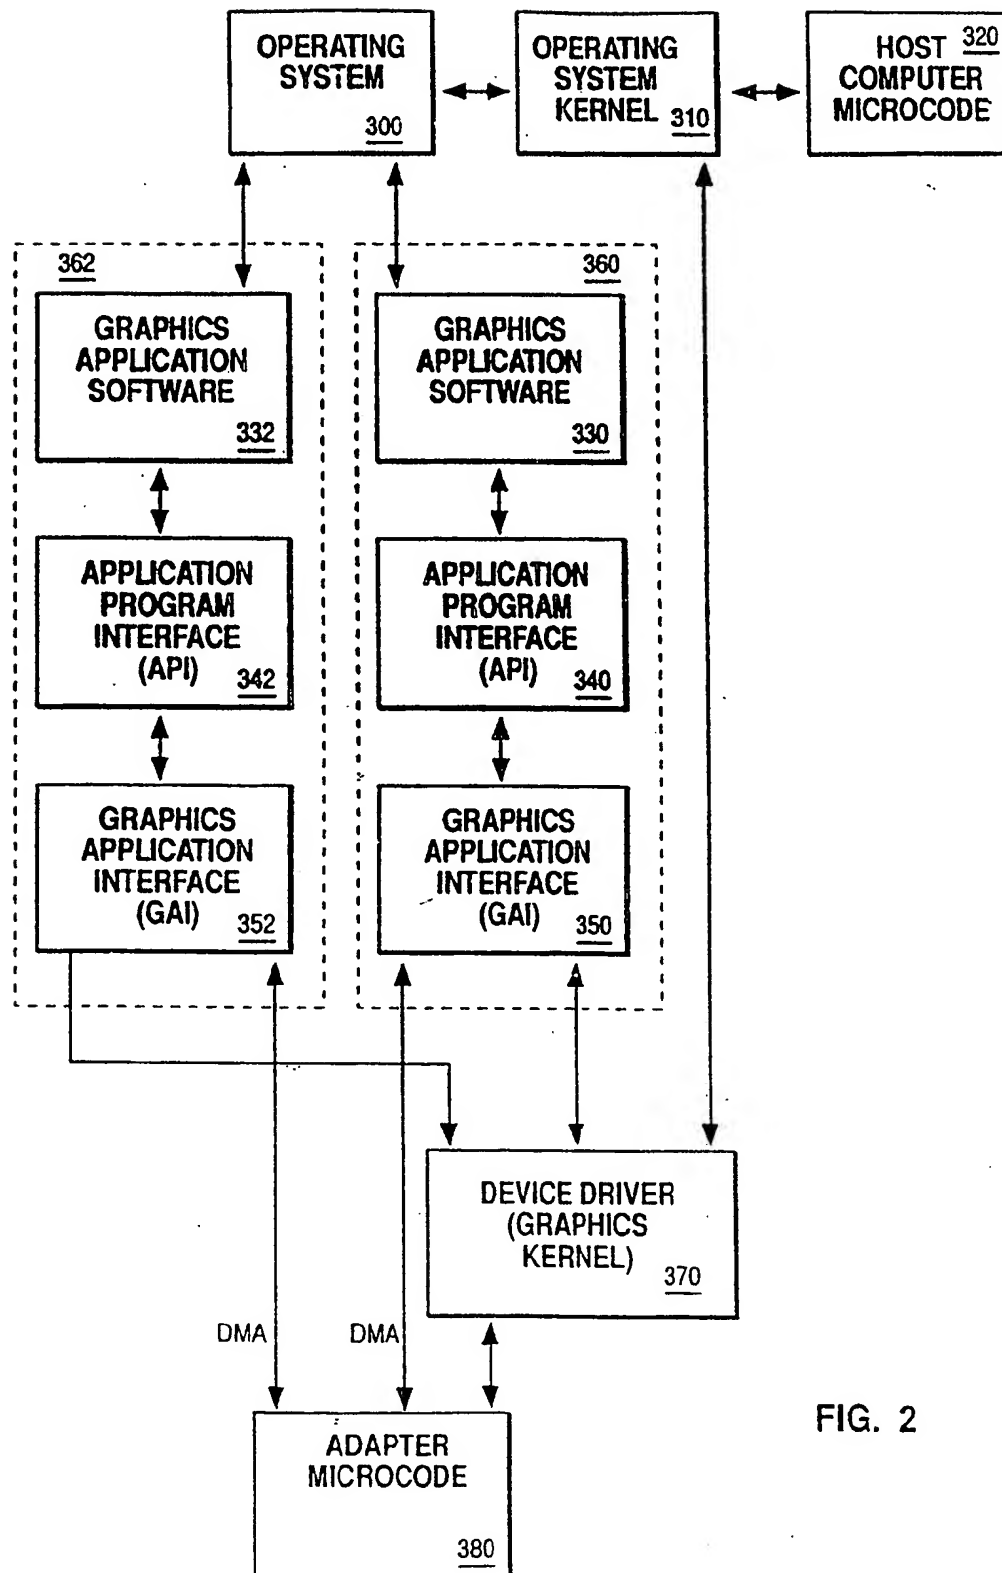 OPERATING
SYSTEM
300
OPERATING
SYSTEM
KERNEL
310
HOST
COMPUTER
MICROCODE
320
362
GRAPHICS
APPLICATION
SOFTWARE
332
APPLICATION
PROGRAM
INTERFACE
(API)
342
GRAPHICS
APPLICATION
INTERFACE
(GAI)
352
360
GRAPHICS
APPLICATION
SOFTWARE
330
APPLICATION
PROGRAM
INTERFACE
(API)
340
GRAPHICS
APPLICATION
INTERFACE
(GAI)
350
DEVICE DRIVER
(GRAPHICS
KERNEL)
370
DMA
DMA
ADAPTER
MICROCODE
380
FIG. 2